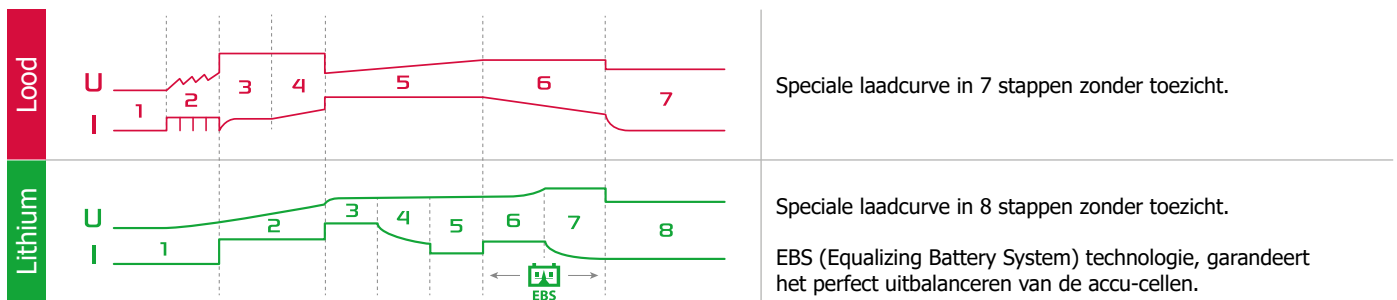 Lood
U
I
1 2 3 4 5 6 7
Speciale laadcurve in 7 stappen zonder toezicht.
Lithium
U
I
1 2 3 4 5 6 7 8
EBS
Speciale laadcurve in 8 stappen zonder toezicht.
EBS (Equalizing Battery System) technologie, garandeert
het perfect uitbalanceren van de accu-cellen.